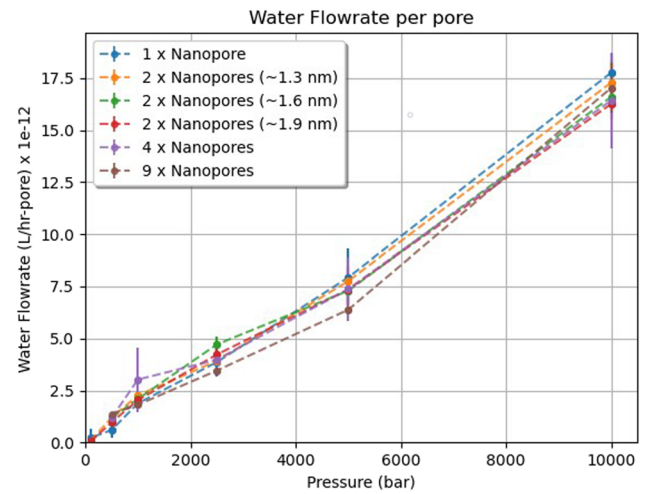 Water Flowrate per pore
Water Flowrate (L/hr-pore) x 1e-12
17.5
15.0
12.5
10.0
7.5
5.0
2.5
0.0
1 x Nanopore
2 x Nanopores (~1.3 nm)
2 x Nanopores (~1.6 nm)
2 x Nanopores (~1.9 nm)
4 x Nanopores
9 x Nanopores
0 2000 4000 6000 8000 10000
Pressure (bar)